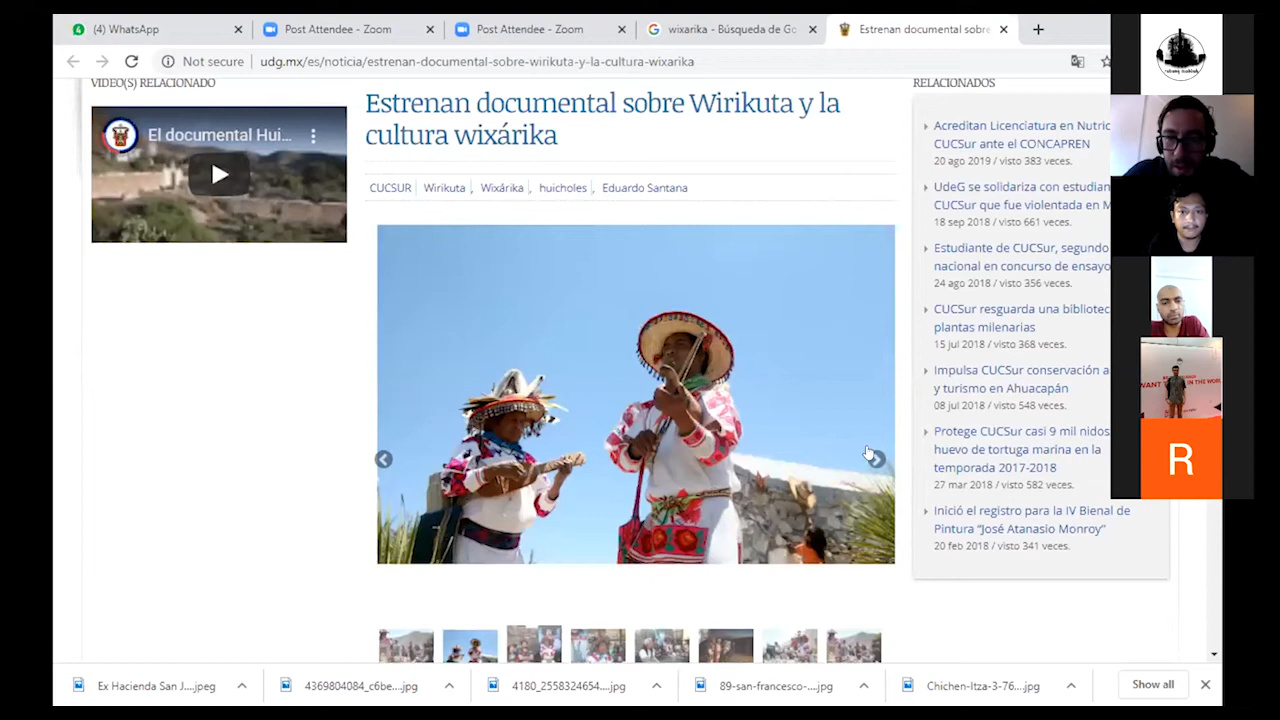 (4) WhatsApp
Post Attendee - Zoom
Post Attendee - Zoom
wixarika - Búsqueda de Go
Estrenan documental sobre
Not secure
udg.mx/es/noticia/estrenan-documental-sobre-wirikuta-y-la-cultura-wixarika
VIDEO(S) RELACIONADO
El documental Hui...
Estrenan documental sobre Wirikuta y la
cultura wixárika
CUCSUR
Wirikuta ,
Wixárika ,
huicholes ,
Eduardo Santana
RELACIONADOS
Acreditan Licenciatura en Nutric
CUCSur ante el CONCAPREN
20 ago 2019 / visto 383 veces.
UdeG se solidariza con estudian
CUCSur que fue violentada en M
18 sep 2018 / visto 661 veces.
Estudiante de CUCSur, segundo
nacional en concurso de ensayo
24 ago 2018 / visto 356 veces.
CUCSur resguarda una bibliotec
plantas milenarias
15 jul 2018 / visto 368 veces.
Impulsa CUCSur conservación a
y turismo en Ahuacapán
08 jul 2018 / visto 548 veces.
Protege CUCSur casi 9 mil nidos
huevo de tortuga marina en la
temporada 2017-2018
27 mar 2018 / visto 582 veces.
Inició el registro para la IV Bienal de
Pintura “José Atanasio Monroy”
20 feb 2018 / visto 341 veces.
R
Ex Hacienda San J....jpeg
4369804084_c6be....jpg
4180_2558324654....jpg
89-san-francesco-....jpg
Chichen-Itza-3-76....jpg
Show all